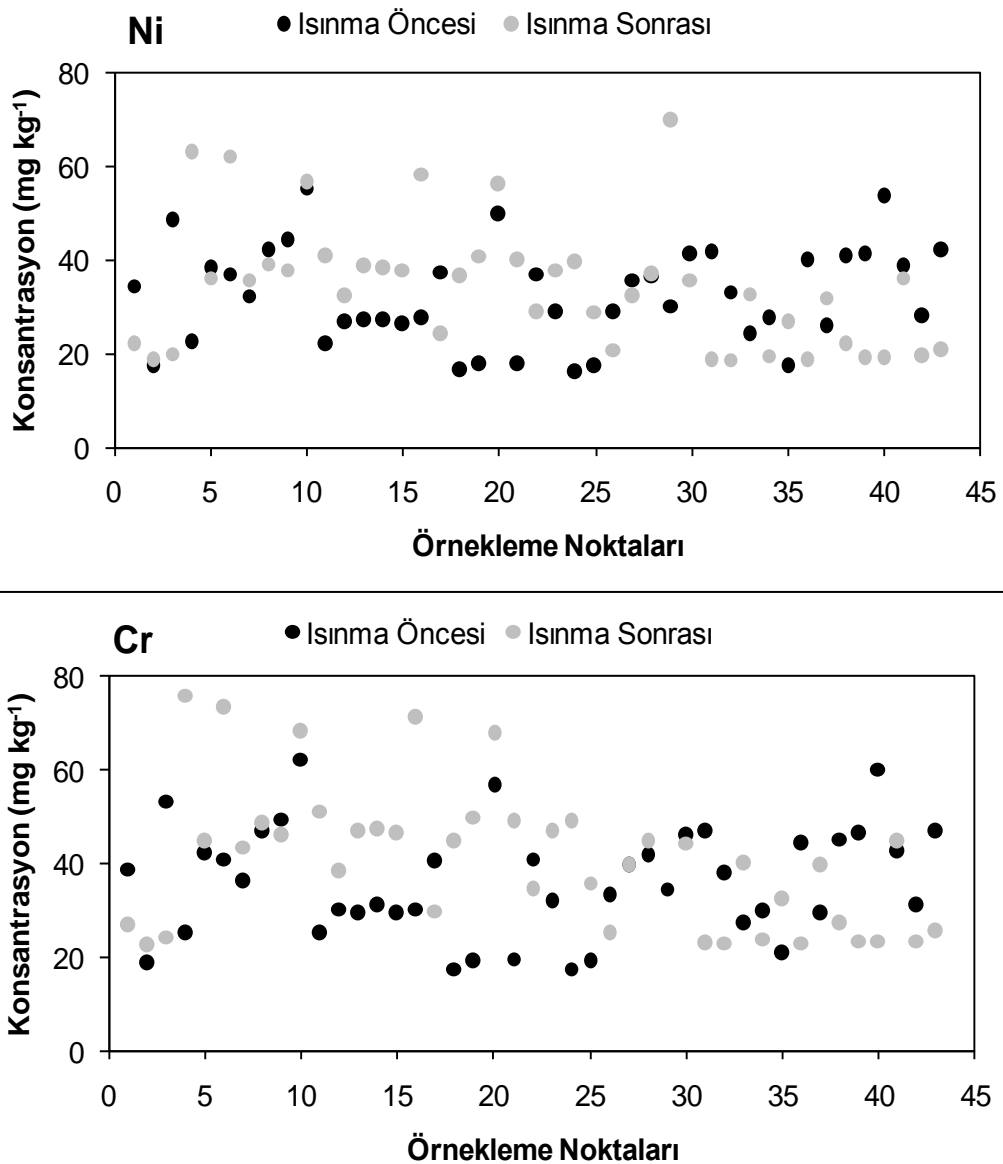 Ni
Isınma Öncesi Isınma Sonrası
Konsantrasyon (mg kg⁻¹)
80
60
40
20
0
0 5 10 15 20 25 30 35 40 45
Örnekleme Noktaları
Cr
Isınma Öncesi Isınma Sonrası
Konsantrasyon (mg kg⁻¹)
80
60
40
20
0
0 5 10 15 20 25 30 35 40 45
Örnekleme Noktaları